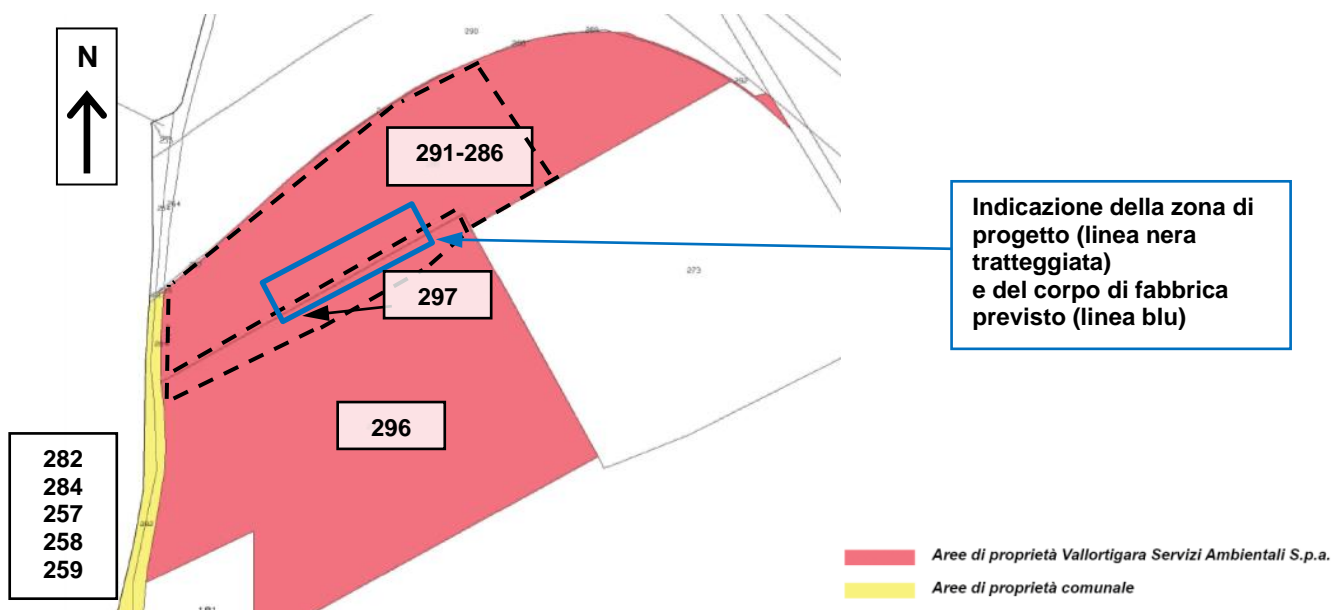 N
290
291-286
297
296
273
282
284
257
258
259
Indicazione della zona di
progetto (linea nera
tratteggiata)
e del corpo di fabbrica
previsto (linea blu)
Aree di proprietà Vallortigara Servizi Ambientali S.p.a.
Aree di proprietà comunale